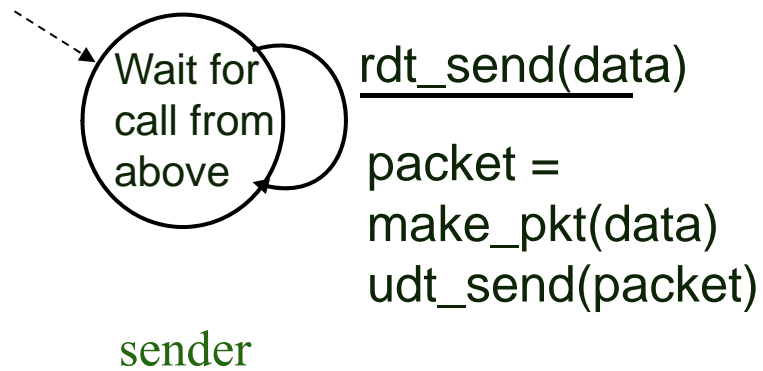 Wait for
call from
above
rdt_send(data)
packet =
make_pkt(data)
udt_send(packet)
sender